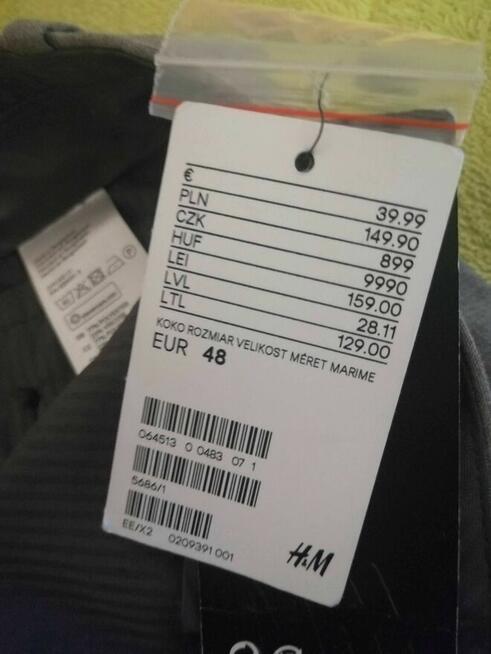 € 39.99
PLN 149.90
CZK 899
HUF 9990
LEI 159.00
LVL 28.11
LTL 129.00
KOKO ROZMIAR VELIKOST MÉRET MARIME
EUR 48
064513 0 0483 07 1
5686/1
EE/X2 0209391 001
H&M